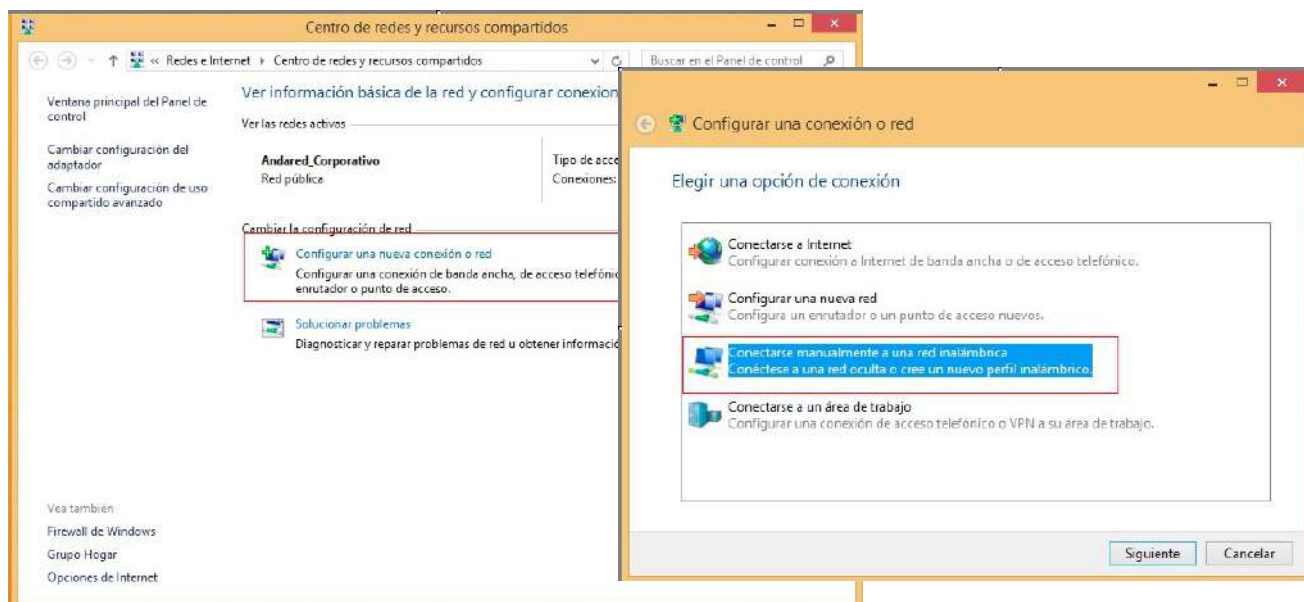 Centro de redes y recursos compartidos
« Redes e Internet
Centro de redes y recursos compartidos
Buscar en el Panel de control
Ventana principal del Panel de
control
Cambiar configuración del
adaptador
Cambiar configuración de uso
compartido avanzado
Ver información básica de la red y configurar conexion
Ver las redes activas
Andared_Corporativo
Red pública
Tipo de acce
Conexiones:
Cambiar la configuración de red
Configurar una nueva conexión o red
Configurar una conexión de banda ancha, de acceso telefónic
enrutador o punto de acceso.
Solucionar problemas
Diagnosticar y reparar problemas de red u obtener informació
Vea también
Firewall de Windows
Grupo Hogar
Opciones de Internet
Configurar una conexión o red
Elegir una opción de conexión
Conectarse a Internet
Configurar conexión a Internet de banda ancha o de acceso telefónico.
Configurar una nueva red
Configura un enrutador o un punto de acceso nuevos.
Conectarse manualmente a una red inalámbrica
Conéctese a una red oculta o cree un nuevo perfil inalámbrico.
Conectarse a un área de trabajo
Configurar una conexión de acceso telefónico o VPN a su área de trabajo.
Siguiente
Cancelar